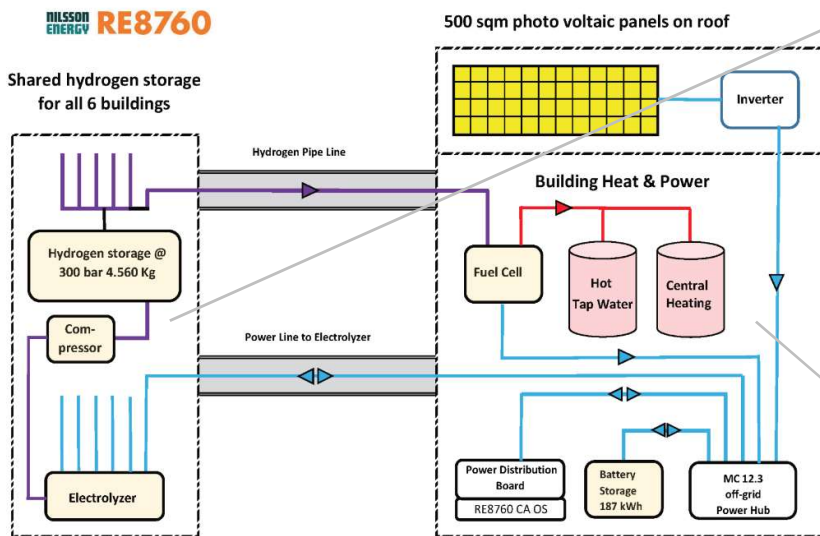 NILSSON
ENERGY RE8760
500 sqm photo voltaic panels on roof
Shared hydrogen storage
for all 6 buildings
Inverter
Hydrogen Pipe Line
Building Heat & Power
Hydrogen storage @
300 bar 4.560 Kg
Fuel Cell
Hot
Tap Water
Central
Heating
Com-
pressor
Power Line to Electrolyzer
Electrolyzer
Power Distribution
Board
RE8760 CA OS
Battery
Storage
187 kWh
MC 12.3
off-grid
Power Hub